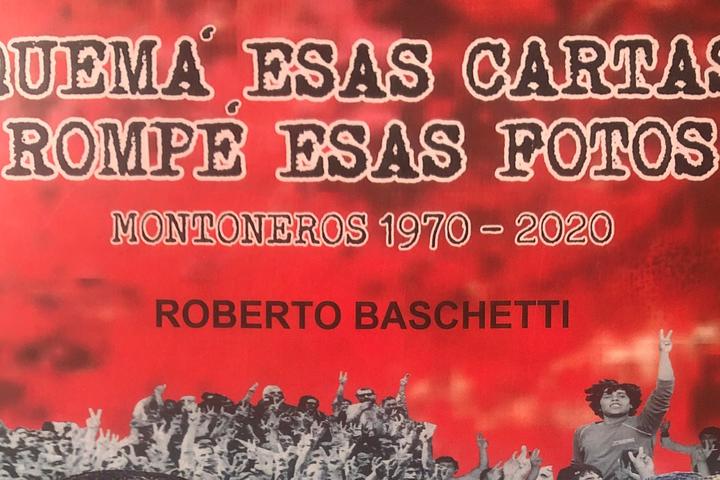 QUEMÁ ESAS CARTAS
ROMPÉ ESAS FOTOS
MONTONEROS 1970 - 2020
ROBERTO BASCHETTI